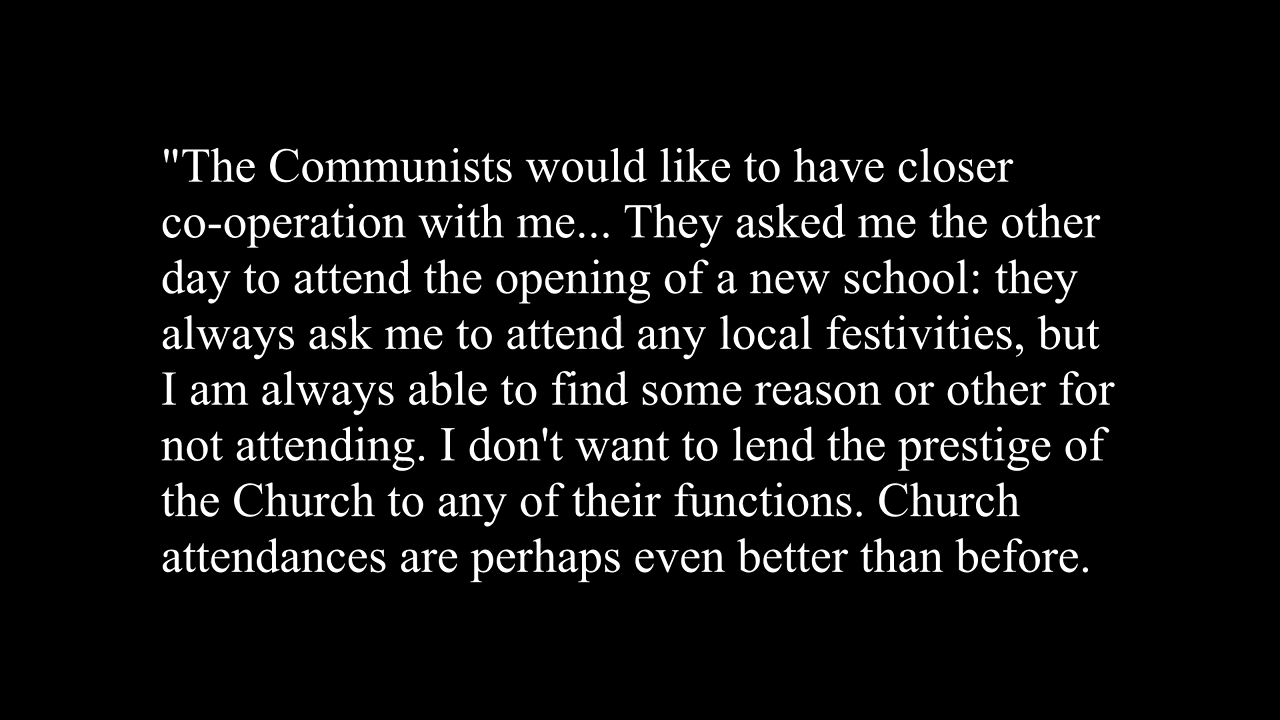 "The Communists would like to have closer
co-operation with me... They asked me the other
day to attend the opening of a new school: they
always ask me to attend any local festivities, but
I am always able to find some reason or other for
not attending. I don't want to lend the prestige of
the Church to any of their functions. Church
attendances are perhaps even better than before.